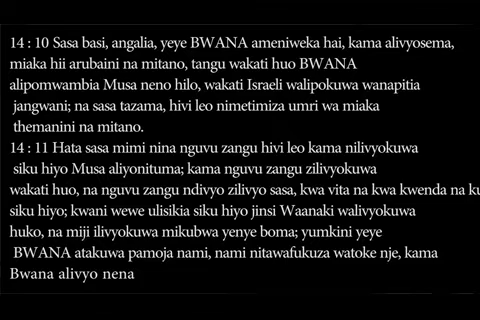 14 : 10 Sasa basi, angalia, yeye BWANA ameniweka hai, kama alivyosema,
miaka hii arubaini na mitano, tangu wakati huo BWANA
alipomwambia Musa neno hilo, wakati Israeli walipokuwa wanapitia
jangwani; na sasa tazama, hivi leo nimetimiza umri wa miaka
themanini na mitano.
14 : 11 Hata sasa mimi nina nguvu zangu hivi leo kama nilivyokuwa
siku hiyo Musa aliyonituma; kama nguvu zangu zilivyokuwa
wakati huo, na nguvu zangu ndivyo zilivyo sasa, kwa vita na kwa kwenda na ku
siku hiyo; kwani wewe ulisikia siku hiyo jinsi Waanaki walivyokuwa
huko, na miji ilivyokuwa mikubwa yenye boma; yumkini yeye
BWANA atakuwa pamoja nami, nami nitawafukuza watoke nje, kama
Bwana alivyo nena